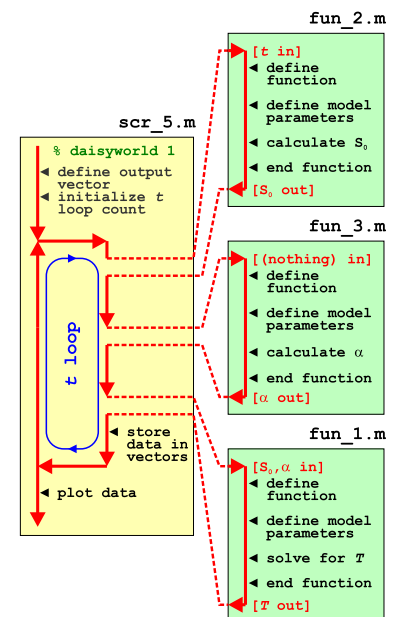 scr_5.m
% daisyworld 1
◄ define output
vector
◄ initialize t
loop count
t loop
◄ store
data in
vectors
◄ plot data
fun_2.m
[t in]
◄ define
function
◄ define model
parameters
◄ calculate S₀
◄ end function
[S₀ out]
fun_3.m
[(nothing) in]
◄ define
function
◄ define model
parameters
◄ calculate α
◄ end function
[α out]
fun_1.m
[S₀,α in]
◄ define
function
◄ define model
parameters
◄ solve for T
◄ end function
[T out]